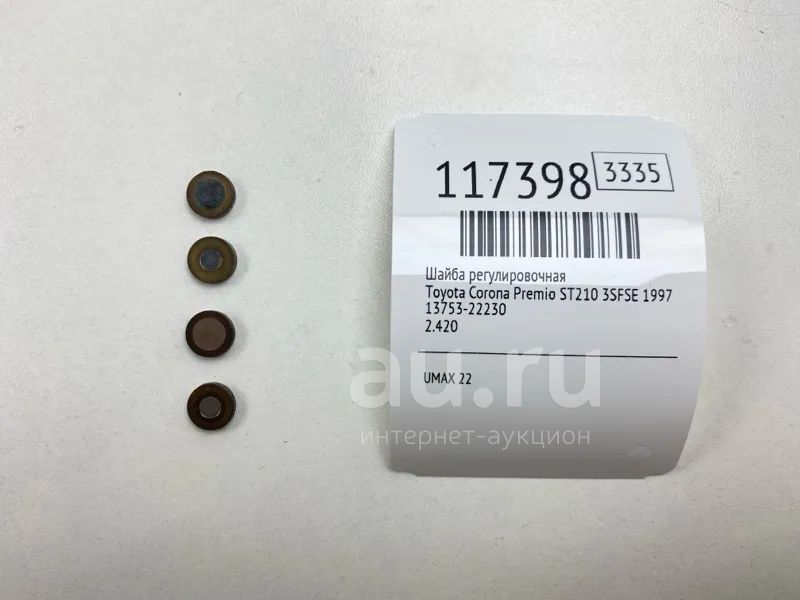 117398 3335
Шайба регулировочная
Toyota Corona Premio ST210 3SFSE 1997
13753-22230
2.420
UMAX 22
au.ru
интернет-аукцион